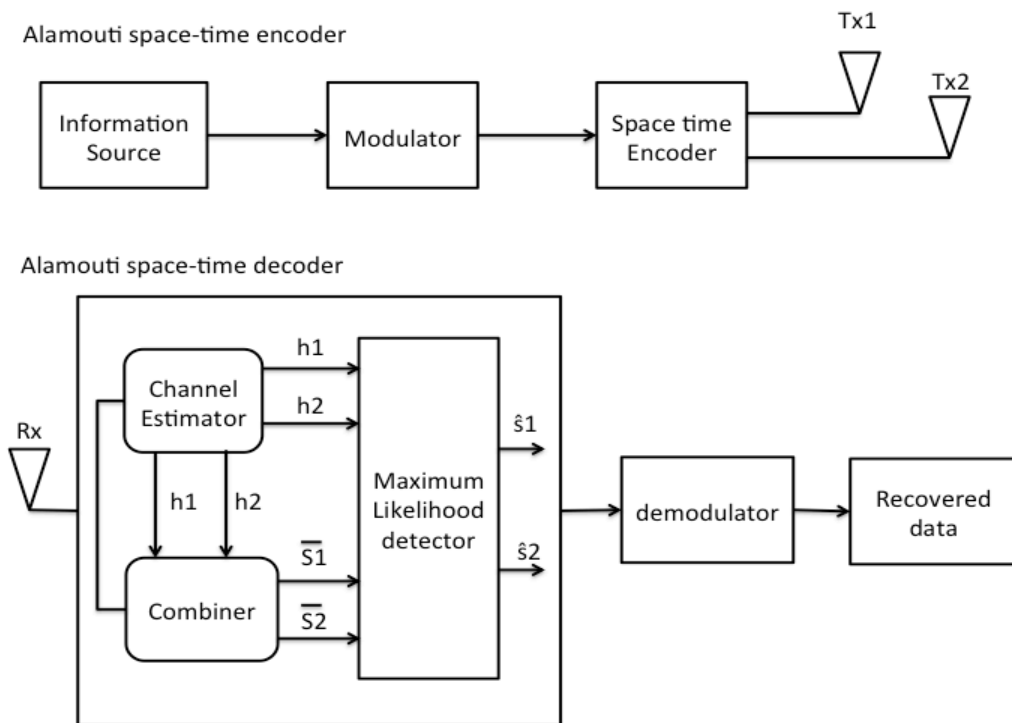 Alamouti space-time encoder
Tx1
Tx2
Information
Source
Modulator
Space time
Encoder
Alamouti space-time decoder
Rx
Channel
Estimator
h1
h2
h1
h2
Combiner
S̅1
S̅2
Maximum
Likelihood
detector
ŝ1
ŝ2
demodulator
Recovered
data